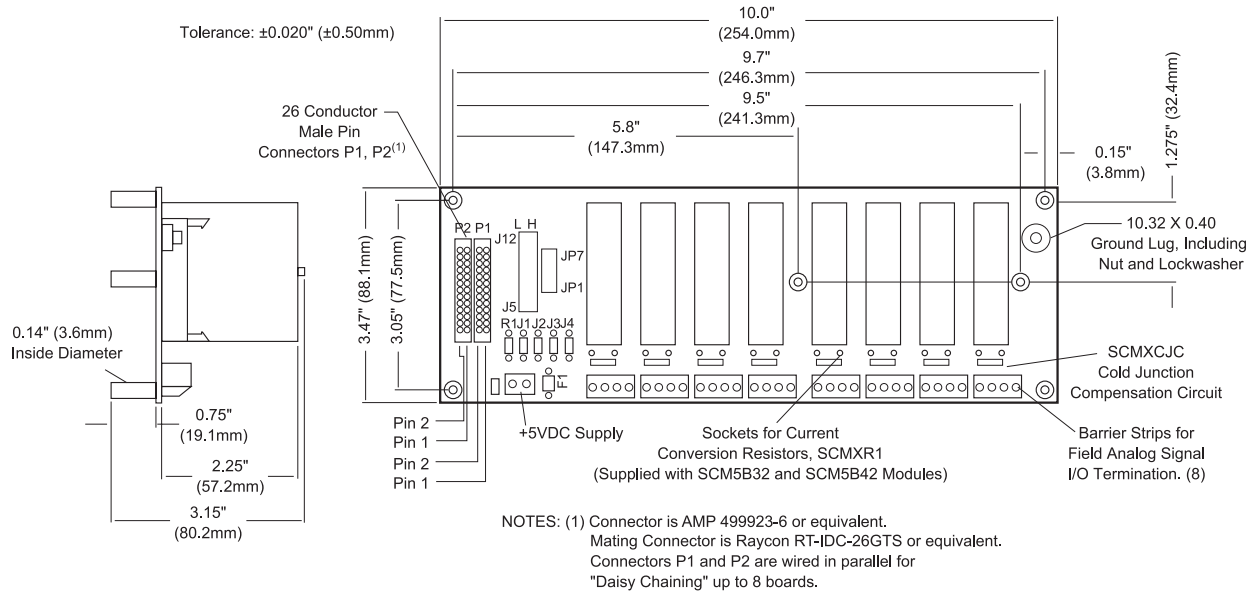 Tolerance: ±0.020" (±0.50mm)
10.0"
(254.0mm)
9.7"
(246.3mm)
9.5"
(241.3mm)
5.8"
(147.3mm)
1.275" (32.4mm)
0.15"
(3.8mm)
26 Conductor
Male Pin
Connectors P1, P2(1)
10.32 X 0.40
Ground Lug, Including
Nut and Lockwasher
3.47" (88.1mm)
3.05" (77.5mm)
P2 P1
L H
J12
JP7
JP1
J5
R1 J1 J2 J3 J4
F1
0.14" (3.6mm)
Inside Diameter
SCMXCJC
Cold Junction
Compensation Circuit
0.75"
(19.1mm)
2.25"
(57.2mm)
3.15"
(80.2mm)
Pin 2
Pin 1
Pin 2
Pin 1
+5VDC Supply
Sockets for Current
Conversion Resistors, SCMXR1
(Supplied with SCM5B32 and SCM5B42 Modules)
Barrier Strips for
Field Analog Signal
I/O Termination. (8)
NOTES: (1) Connector is AMP 499923-6 or equivalent.
Mating Connector is Raycon RT-IDC-26GTS or equivalent.
Connectors P1 and P2 are wired in parallel for
"Daisy Chaining" up to 8 boards.